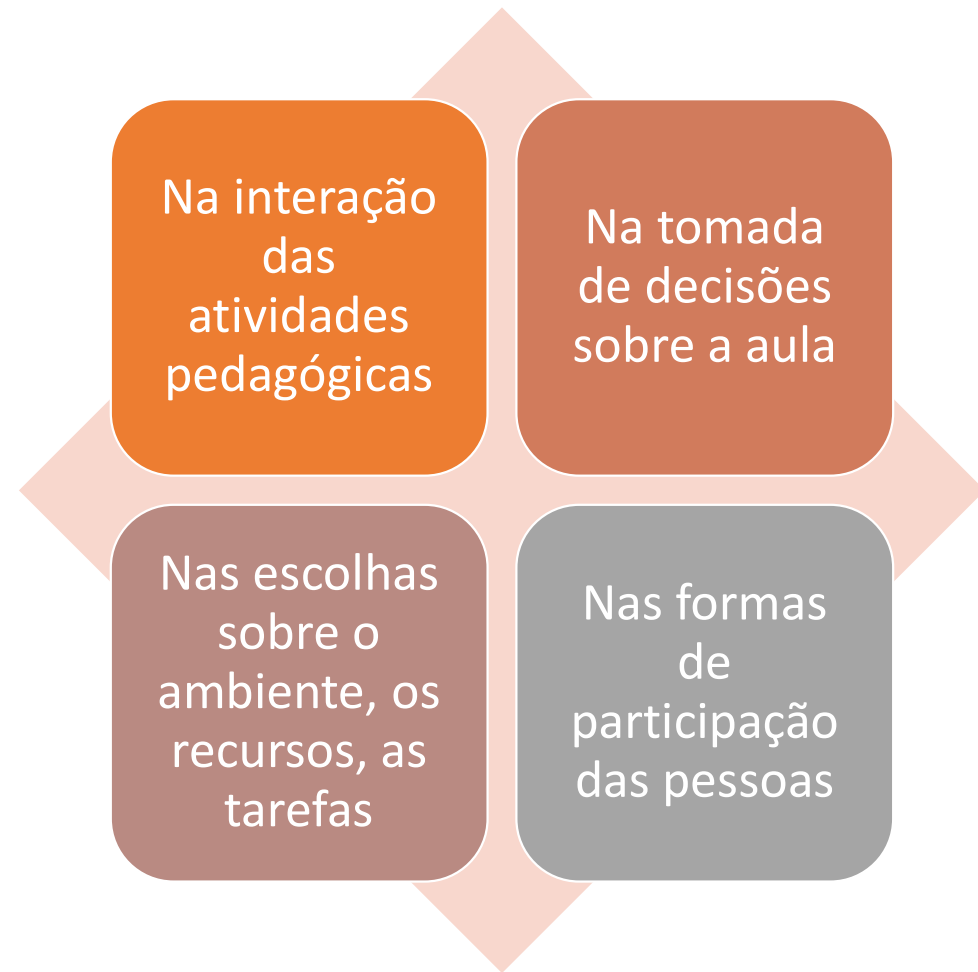 Na interação
das
atividades
pedagógicas
Na tomada
de decisões
sobre a aula
Nas escolhas
sobre o
ambiente, os
recursos, as
tarefas
Nas formas
de
participação
das pessoas